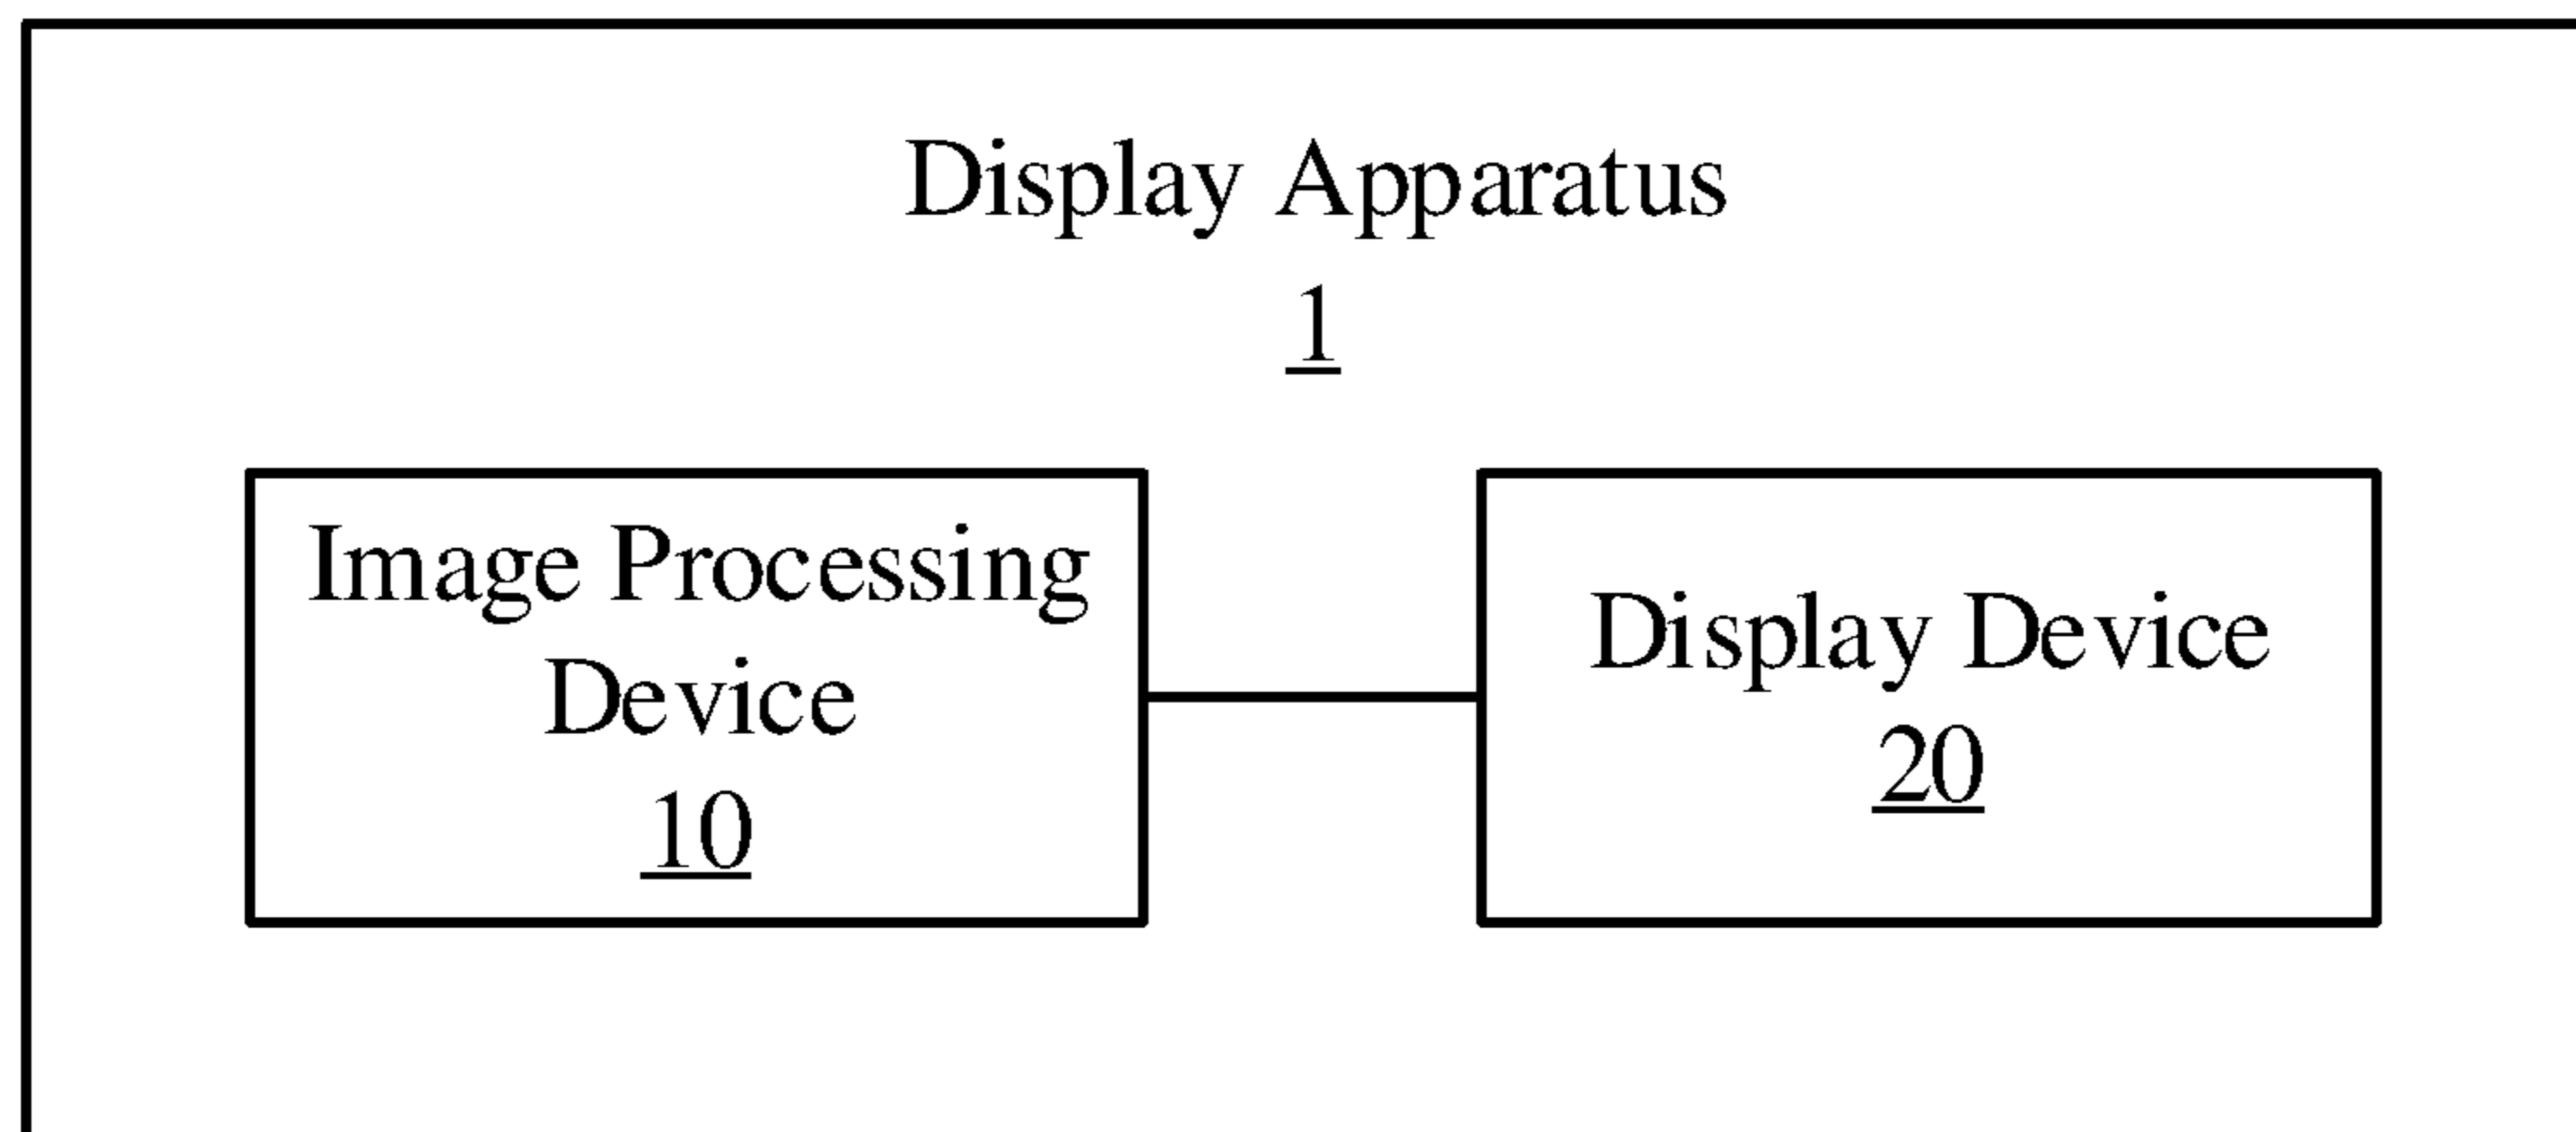 Display Apparatus
1
Image Processing
Device
10
Display Device
20